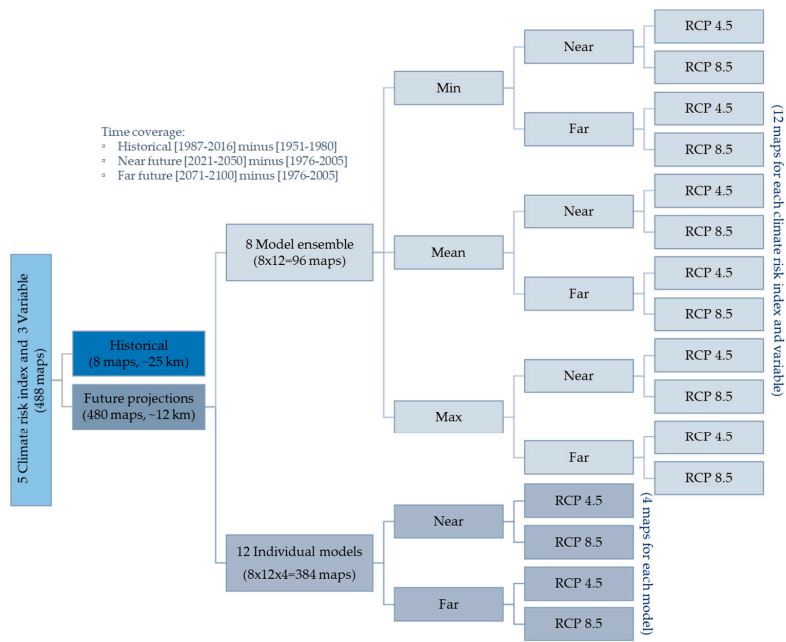 Time coverage:
▫ Historical [1987-2016] minus [1951-1980]
▫ Near future [2021-2050] minus [1976-2005]
▫ Far future [2071-2100] minus [1976-2005]
5 Climate risk index and 3 Variable
(488 maps)
Historical
(8 maps, ~25 km)
Future projections
(480 maps, ~12 km)
8 Model ensemble
(8x12=96 maps)
Min
Near
RCP 4.5
RCP 8.5
Far
RCP 4.5
RCP 8.5
Mean
Near
RCP 4.5
RCP 8.5
Far
RCP 4.5
RCP 8.5
Max
Near
RCP 4.5
RCP 8.5
Far
RCP 4.5
RCP 8.5
(12 maps for each climate risk index and variable)
12 Individual models
(8x12x4=384 maps)
Near
RCP 4.5
RCP 8.5
Far
RCP 4.5
RCP 8.5
(4 maps for each model)